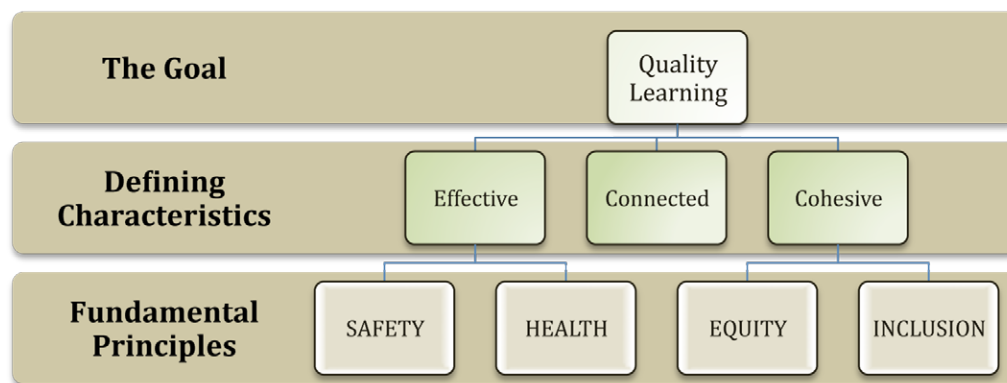 The Goal
Quality
Learning
Defining
Characteristics
Effective
Connected
Cohesive
Fundamental
Principles
SAFETY
HEALTH
EQUITY
INCLUSION